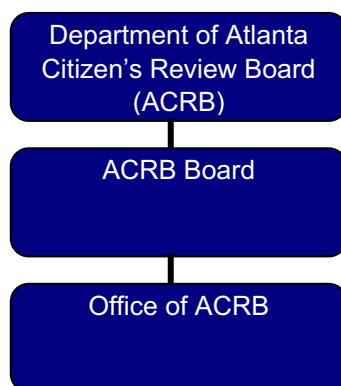 Department of Atlanta
Citizen’s Review Board
(ACRB)
ACRB Board
Office of ACRB